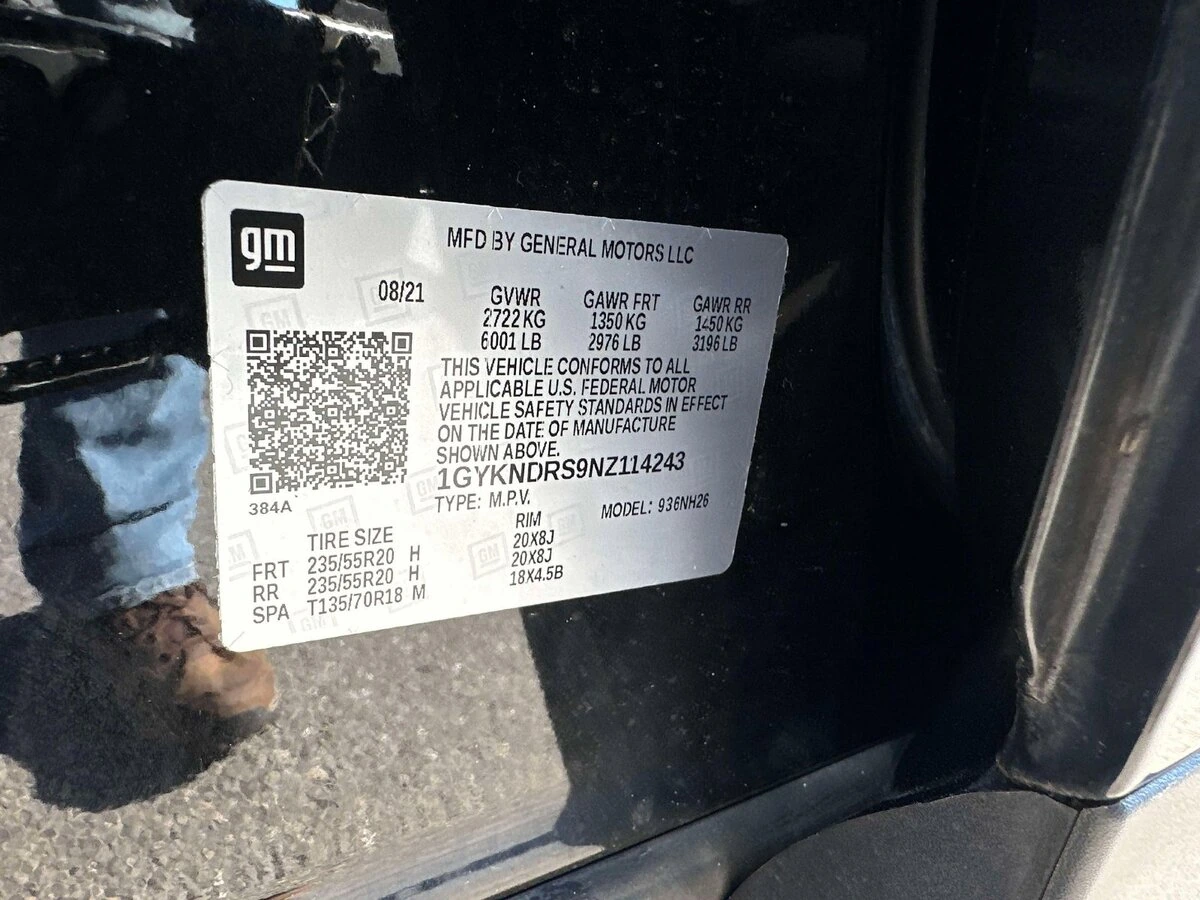 gm
MFD BY GENERAL MOTORS LLC
08/21
GVWR GAWR FRT GAWR RR
2722 KG 1350 KG 1450 KG
6001 LB 2976 LB 3196 LB
THIS VEHICLE CONFORMS TO ALL
APPLICABLE U.S. FEDERAL MOTOR
VEHICLE SAFETY STANDARDS IN EFFECT
ON THE DATE OF MANUFACTURE
SHOWN ABOVE.
1GYKNDRS9NZ114243
384A
TYPE: M.P.V. MODEL: 936NH26
TIRE SIZE RIM
FRT 235/55R20 H 20X8J
RR 235/55R20 H 20X8J
SPA T135/70R18 M 18X4.5B